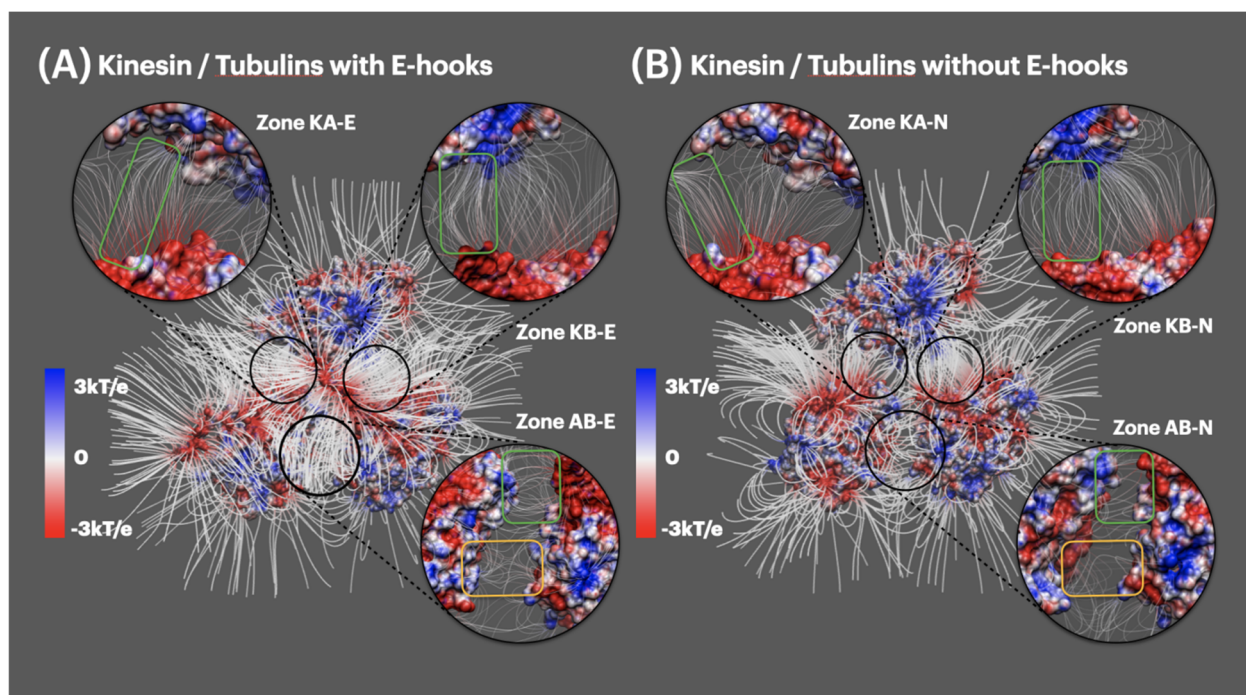 (A) Kinesin / Tubulins with E-hooks
Zone KA-E
Zone KB-E
Zone AB-E
3kT/e
0
-3kT/e
(B) Kinesin / Tubulins without E-hooks
Zone KA-N
Zone KB-N
Zone AB-N
3kT/e
0
-3kT/e